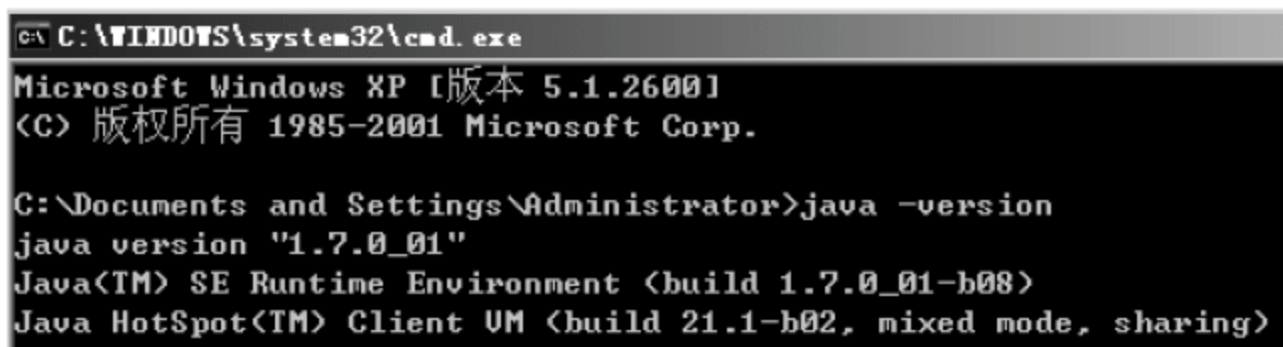 C:\WINDOWS\system32\cmd.exe
Microsoft Windows XP [版本 5.1.2600]
(C) 版权所有 1985-2001 Microsoft Corp.
C:\Documents and Settings\Administrator>java -version
java version "1.7.0_01"
Java(TM) SE Runtime Environment (build 1.7.0_01-b08)
Java HotSpot(TM) Client VM (build 21.1-b02, mixed mode, sharing)